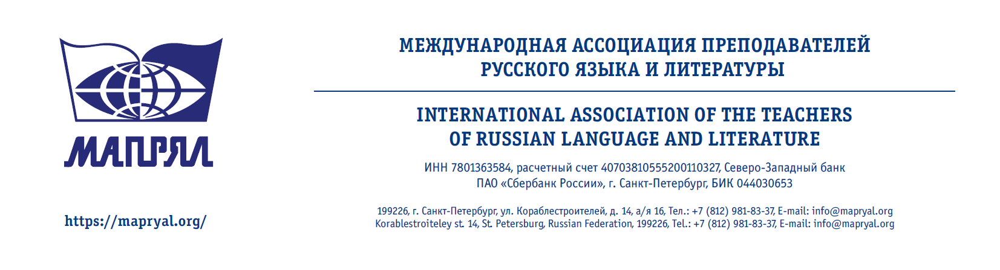 МАПРЯЛ
https://mapryal.org/
МЕЖДУНАРОДНАЯ АССОЦИАЦИЯ ПРЕПОДАВАТЕЛЕЙ
РУССКОГО ЯЗЫКА И ЛИТЕРАТУРЫ
INTERNATIONAL ASSOCIATION OF THE TEACHERS
OF RUSSIAN LANGUAGE AND LITERATURE
ИНН 7801363584, расчетный счет 40703810555200110327, Северо-Западный банк
ПАО «Сбербанк России», г. Санкт-Петербург, БИК 044030653
199226, г. Санкт-Петербург, ул. Кораблестроителей, д. 14, а/я 16, Тел.: +7 (812) 981-83-37, E-mail: info@mapryal.org
Korablestroiteley st. 14, St. Petersburg, Russian Federation, 199226, Tel.: +7 (812) 981-83-37, E-mail: info@mapryal.org